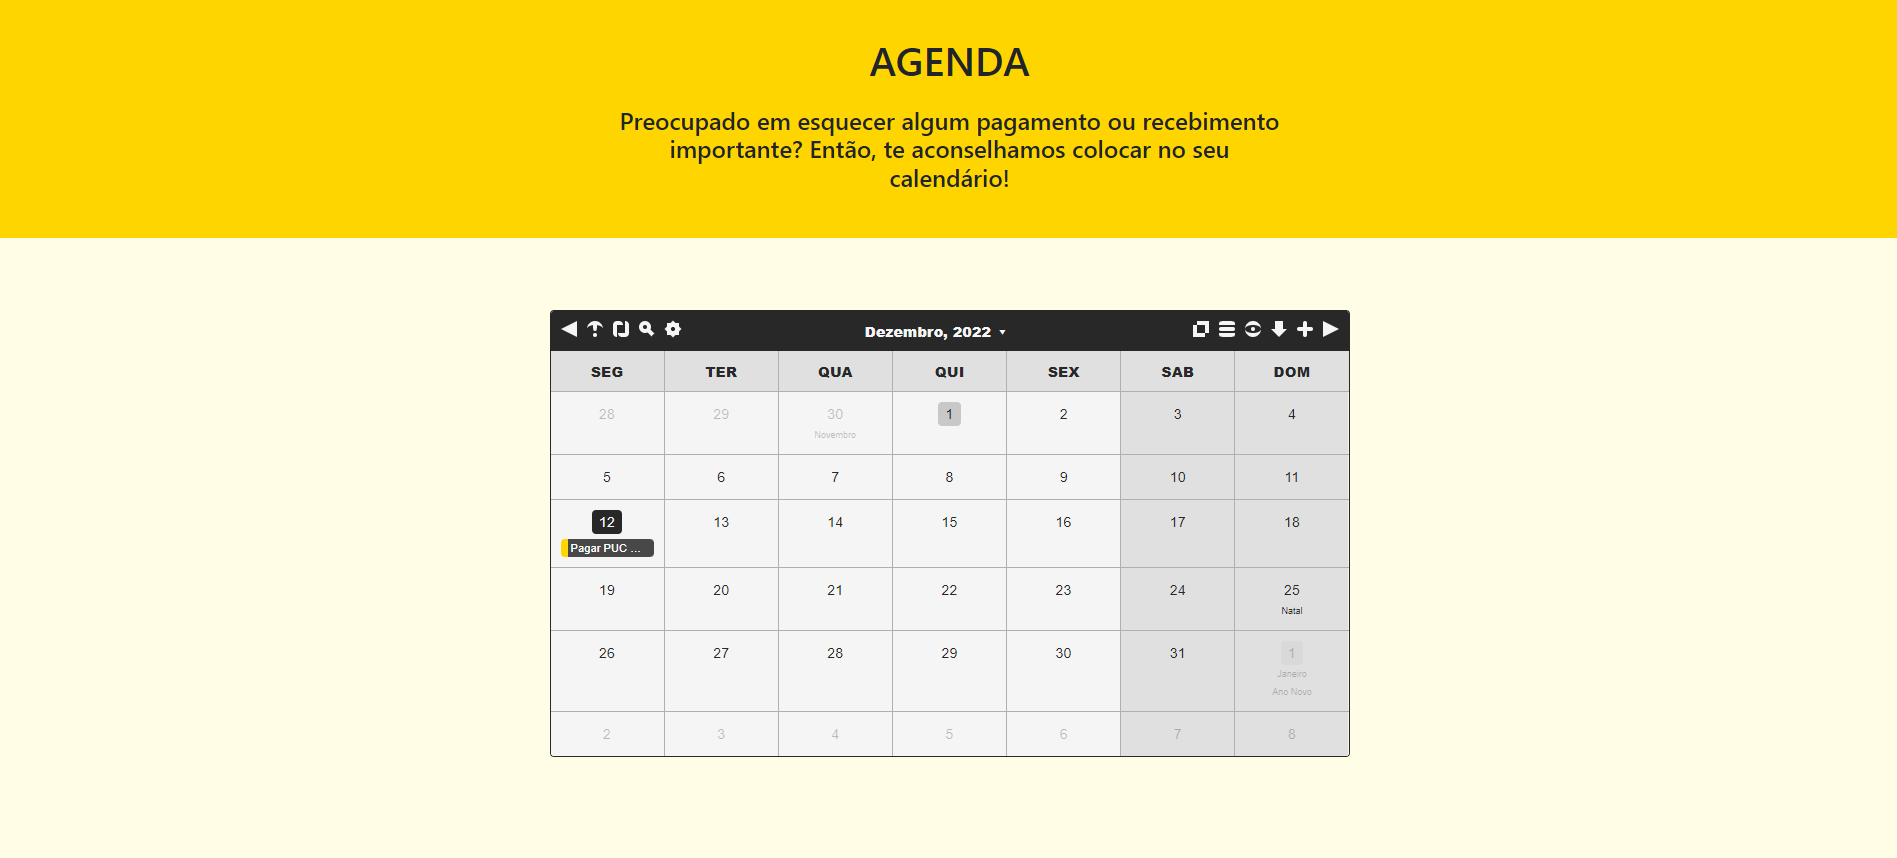 AGENDA
Preocupado em esquecer algum pagamento ou recebimento
importante? Então, te aconselhamos colocar no seu
calendário!
Dezembro, 2022
SEG TER QUA QUI SEX SAB DOM
28 29 30 1 2 3 4
Novembro
5 6 7 8 9 10 11
12 13 14 15 16 17 18
Pagar PUC ...
19 20 21 22 23 24 25
Natal
26 27 28 29 30 31 1
Janeiro
Ano Novo
2 3 4 5 6 7 8